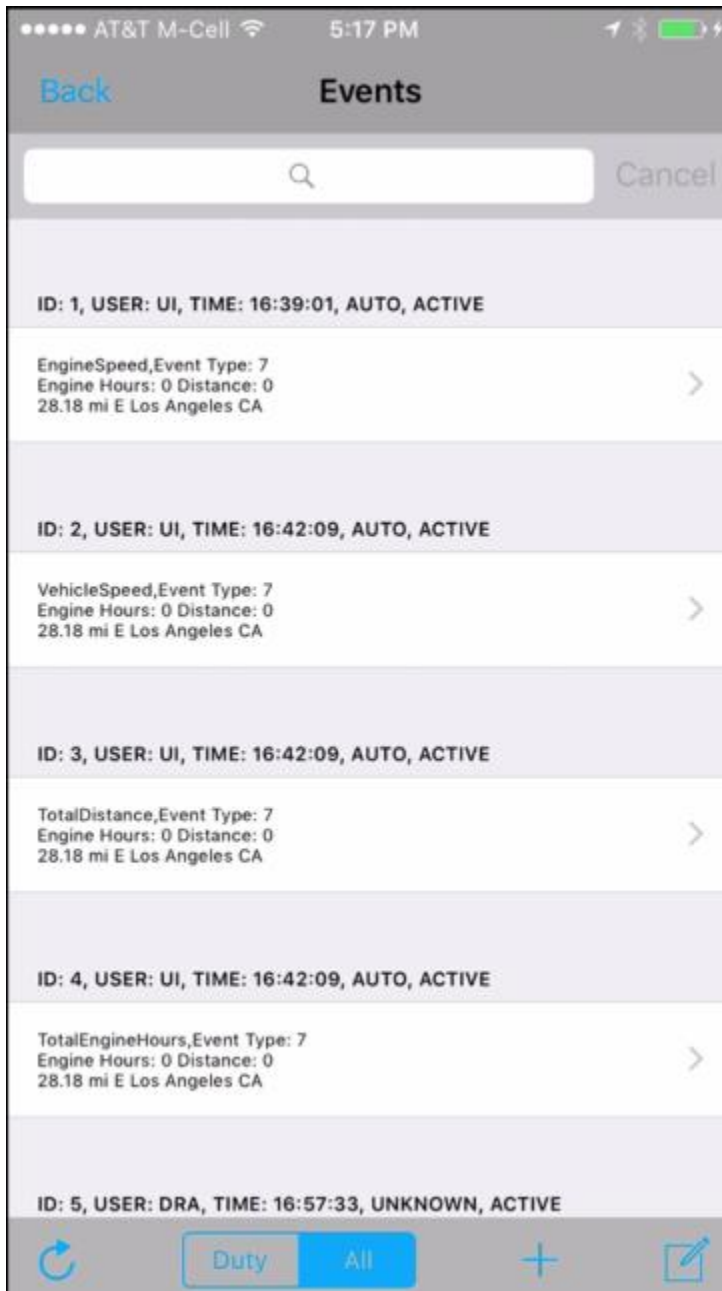 AT&T M-Cell 5:17 PM
Back Events
Cancel
ID: 1, USER: UI, TIME: 16:39:01, AUTO, ACTIVE
EngineSpeed,Event Type: 7
Engine Hours: 0 Distance: 0
28.18 mi E Los Angeles CA
ID: 2, USER: UI, TIME: 16:42:09, AUTO, ACTIVE
VehicleSpeed,Event Type: 7
Engine Hours: 0 Distance: 0
28.18 mi E Los Angeles CA
ID: 3, USER: UI, TIME: 16:42:09, AUTO, ACTIVE
TotalDistance,Event Type: 7
Engine Hours: 0 Distance: 0
28.18 mi E Los Angeles CA
ID: 4, USER: UI, TIME: 16:42:09, AUTO, ACTIVE
TotalEngineHours,Event Type: 7
Engine Hours: 0 Distance: 0
28.18 mi E Los Angeles CA
ID: 5, USER: DRA, TIME: 16:57:33, UNKNOWN, ACTIVE
Duty All